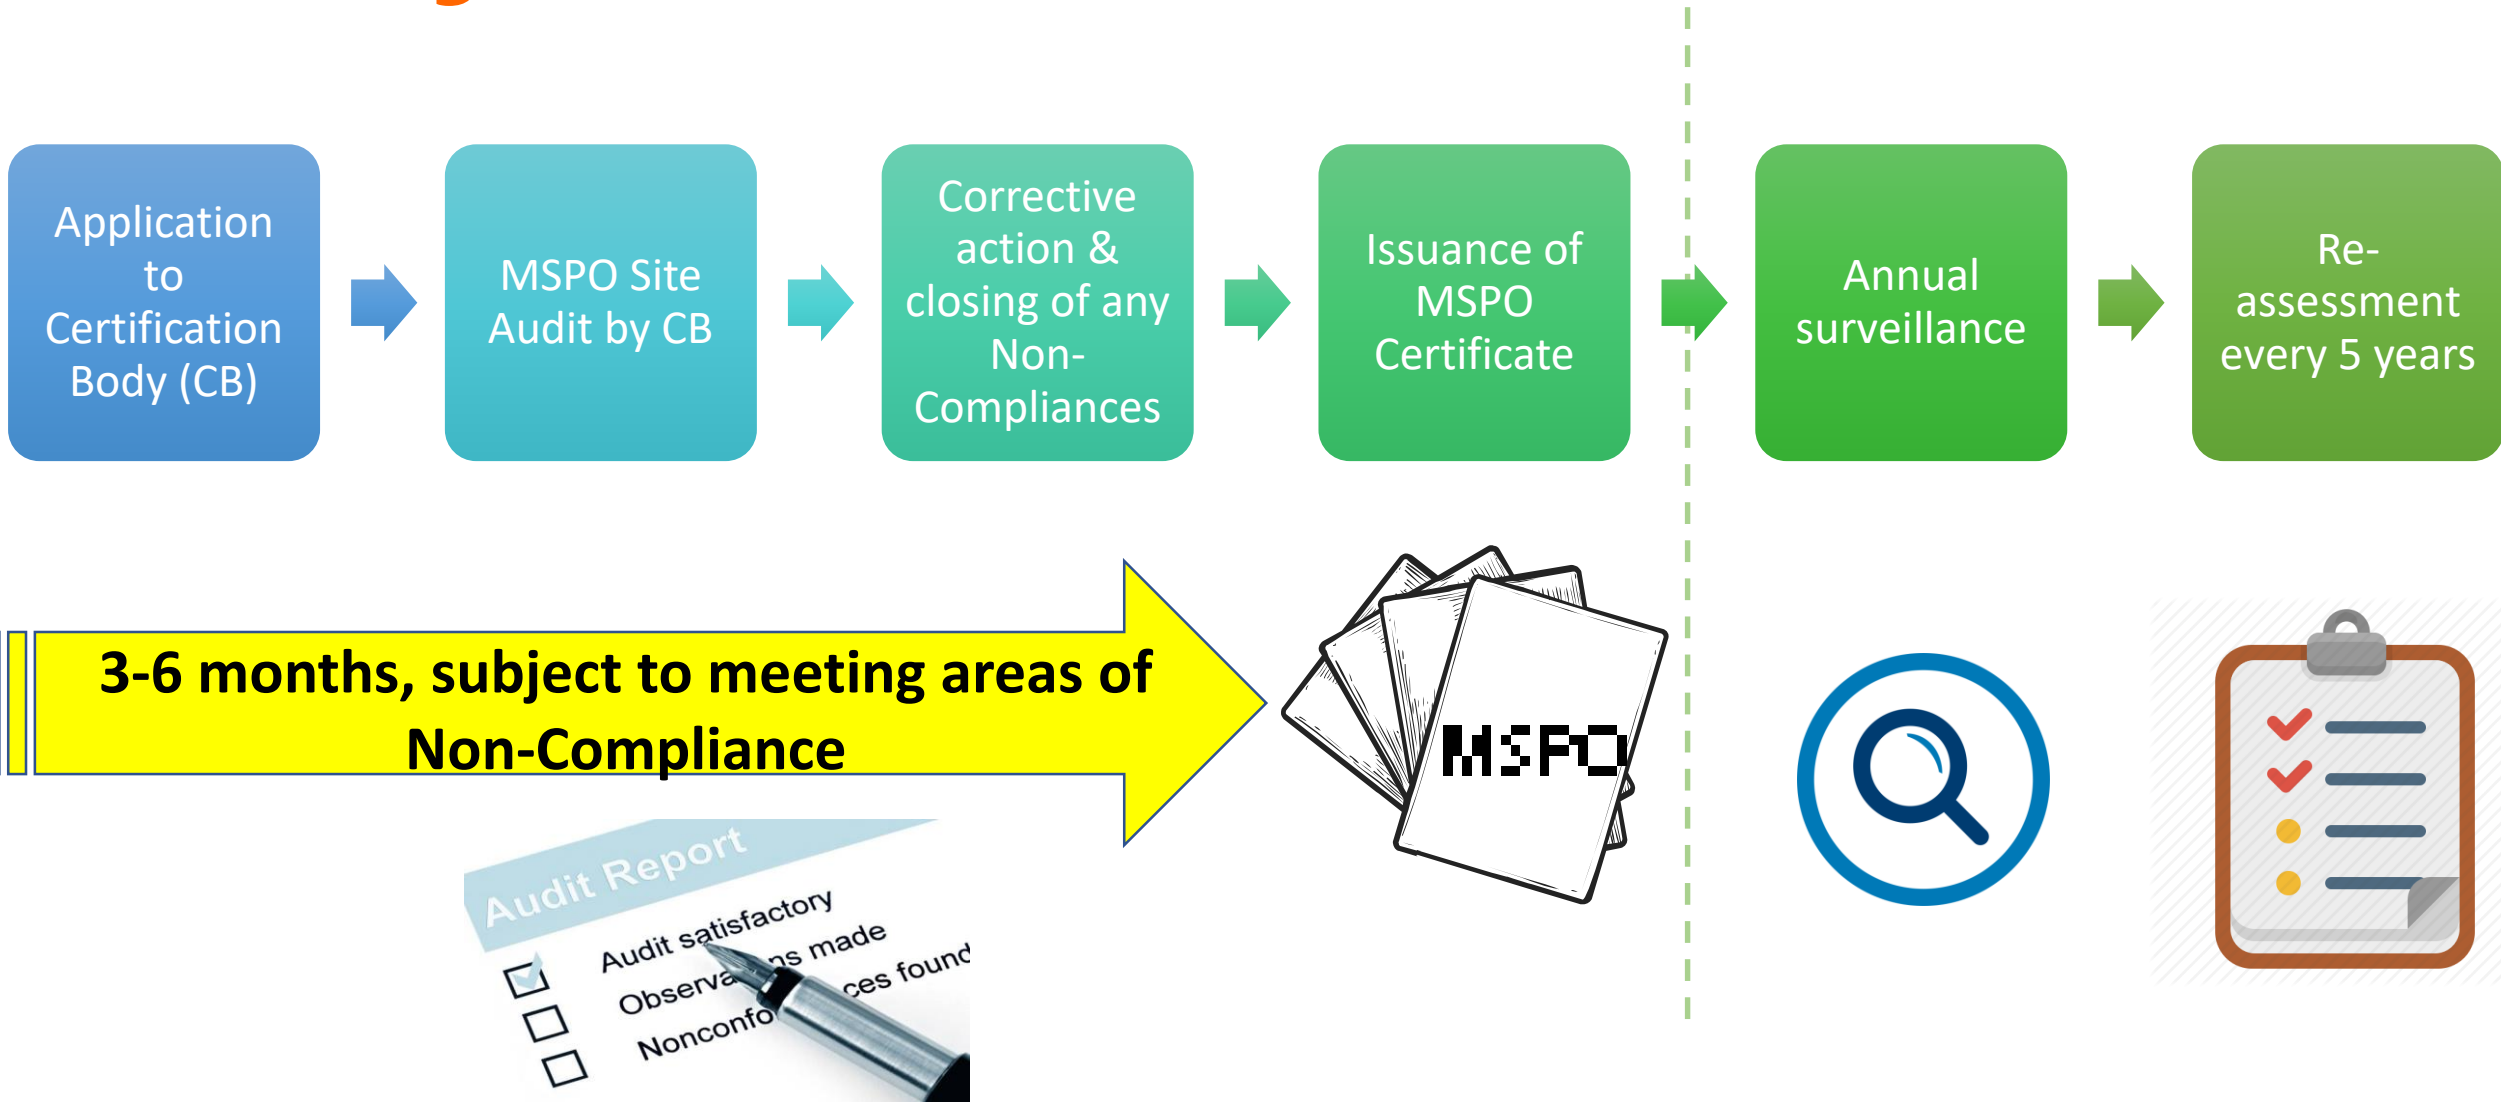 Application
to
Certification
Body (CB)
MSPO Site
Audit by CB
Corrective
action &
closing of any
Non-
Compliances
Issuance of
MSPO
Certificate
Annual
surveillance
Re-
assessment
every 5 years
3-6 months, subject to meeting areas of
Non-Compliance
MSPO
Audit Report
Audit satisfactory
made
found